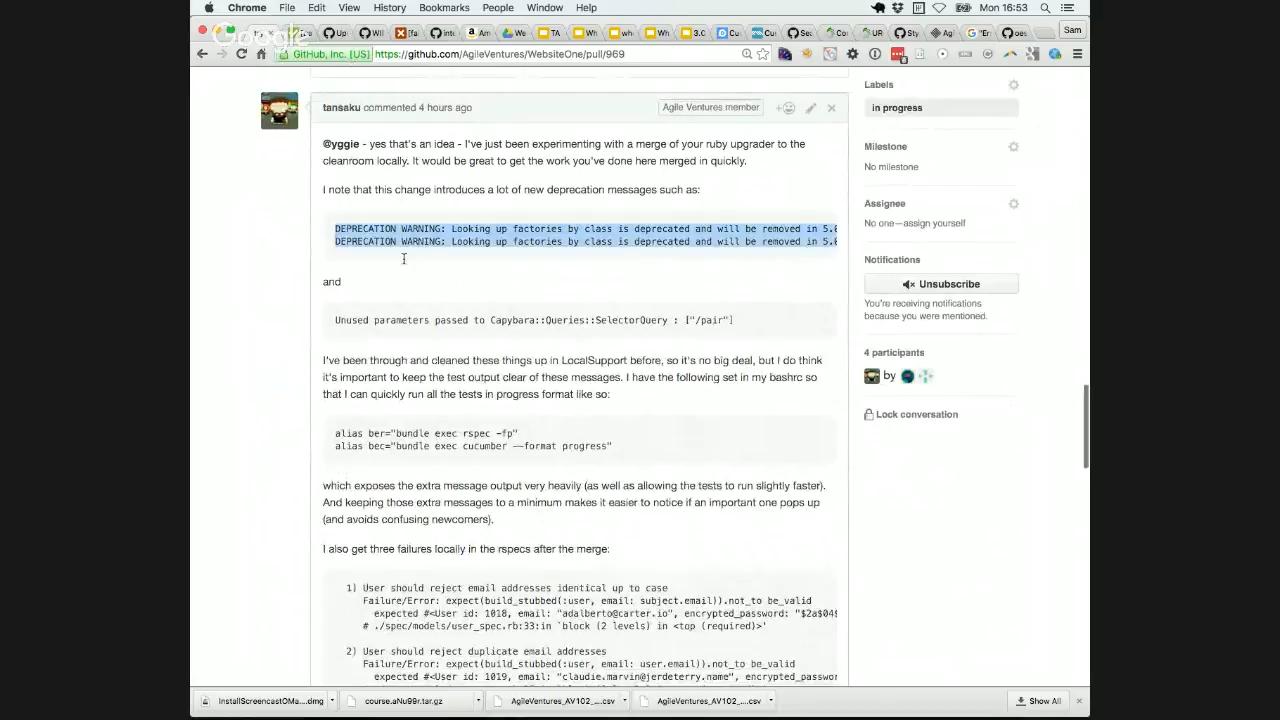 Chrome File Edit View History Bookmarks People Window Help Mon 16:53
Google
Sam
GitHub, Inc. [US] https://github.com/AgileVentures/WebsiteOne/pull/969
tansaku commented 4 hours ago Agile Ventures member
@yggie - yes that's an idea - I've just been experimenting with a merge of your ruby upgrader to the
cleanroom locally. It would be great to get the work you've done here merged in quickly.
I note that this change introduces a lot of new deprecation messages such as:
DEPRECATION WARNING: Looking up factories by class is deprecated and will be removed in 5.0
DEPRECATION WARNING: Looking up factories by class is deprecated and will be removed in 5.0
and
Unused parameters passed to Capybara::Queries::SelectorQuery : ["/pair"]
I've been through and cleaned these things up in LocalSupport before, so it's no big deal, but I do think
it's important to keep the test output clear of these messages. I have the following set in my bashrc so
that I can quickly run all the tests in progress format like so:
alias ber="bundle exec rspec -fp"
alias bec="bundle exec cucumber --format progress"
which exposes the extra message output very heavily (as well as allowing the tests to run slightly faster).
And keeping those extra messages to a minimum makes it easier to notice if an important one pops up
(and avoids confusing newcomers).
I also get three failures locally in the rspecs after the merge:
1) User should reject email addresses identical up to case
Failure/Error: expect(build_stubbed(:user, email: subject.email)).not_to be_valid
expected #<User id: 1018, email: "adalberto@carter.io", encrypted_password: "$2a$04$
# ./spec/models/user_spec.rb:33:in `block (2 levels) in <top (required)>'
2) User should reject duplicate email addresses
Failure/Error: expect(build_stubbed(:user, email: user.email)).not_to be_valid
expected #<User id: 1019, email: "claudie.marvin@jerdeterry.name", encrypted_passwor
Labels
in progress
Milestone
No milestone
Assignee
No one—assign yourself
Notifications
Unsubscribe
You're receiving notifications
because you were mentioned.
4 participants
by
Lock conversation
InstallScreencastOMa....dmg course.aNu99r.tar.gz AgileVentures_AV102_....csv AgileVentures_AV102_....csv Show All